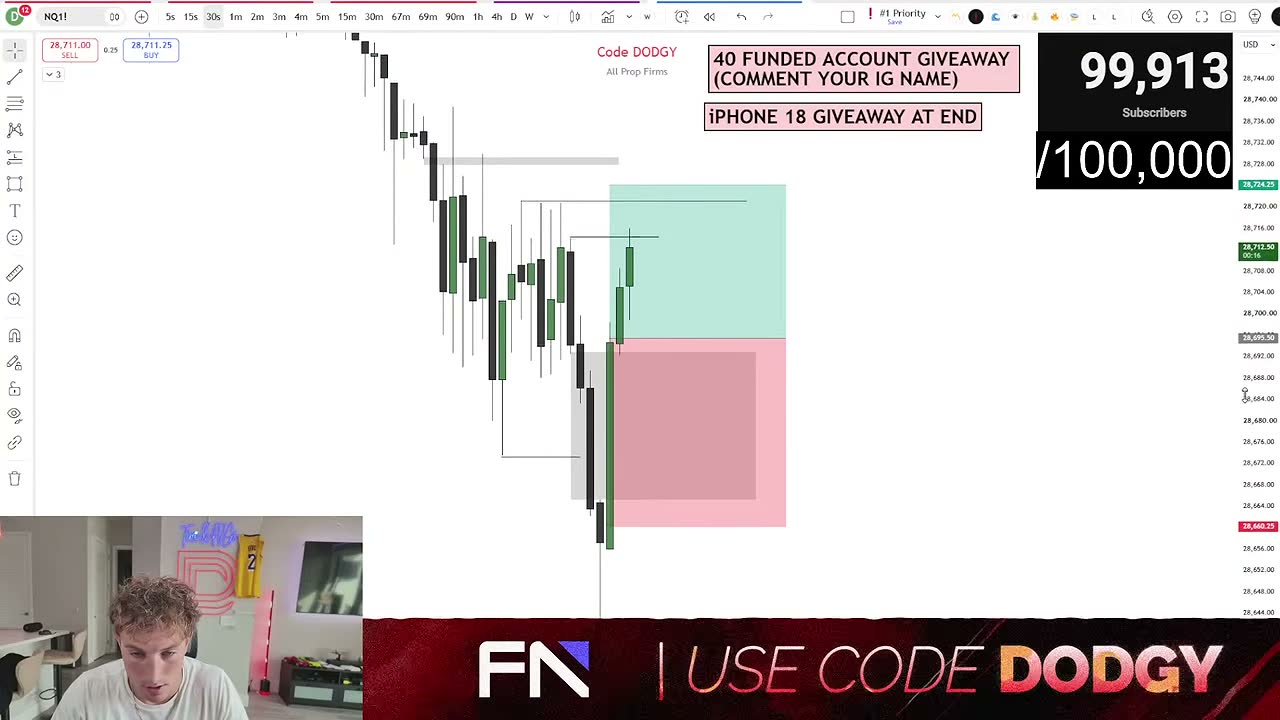 12
NQ1!
5s 15s 30s 1m 2m 3m 4m 5m 15m 30m 67m 69m 90m 1h 4h D W
w
#1 Priority
Save
L L
28,711.00
SELL
0.25
28,711.25
BUY
3
Code DODGY
All Prop Firms
40 FUNDED ACCOUNT GIVEAWAY
(COMMENT YOUR IG NAME)
iPHONE 18 GIVEAWAY AT END
99,913
Subscribers
/100,000
USD
28,744.00
28,740.00
28,736.00
28,732.00
28,728.00
28,724.25
28,720.00
28,716.00
28,712.50
00:16
28,708.00
28,704.00
28,700.00
28,695.50
28,692.00
28,688.00
28,684.00
28,680.00
28,676.00
28,672.00
28,668.00
28,664.00
28,660.25
28,656.00
28,652.00
28,648.00
28,644.00
D
2
FN
| USE CODE DODGY